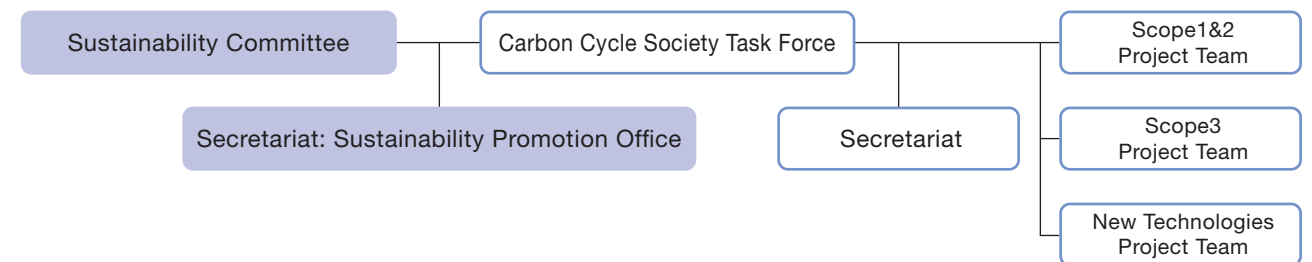 Sustainability Committee
Carbon Cycle Society Task Force
Scope1&2
Project Team
Secretariat: Sustainability Promotion Office
Secretariat
Scope3
Project Team
New Technologies
Project Team